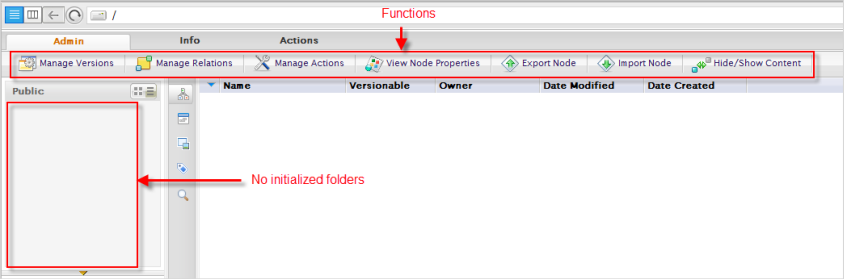 Functions
/
Admin Info Actions
Manage Versions Manage Relations Manage Actions View Node Properties Export Node Import Node Hide/Show Content
Public Name Versionable Owner Date Modified Date Created
No initialized folders